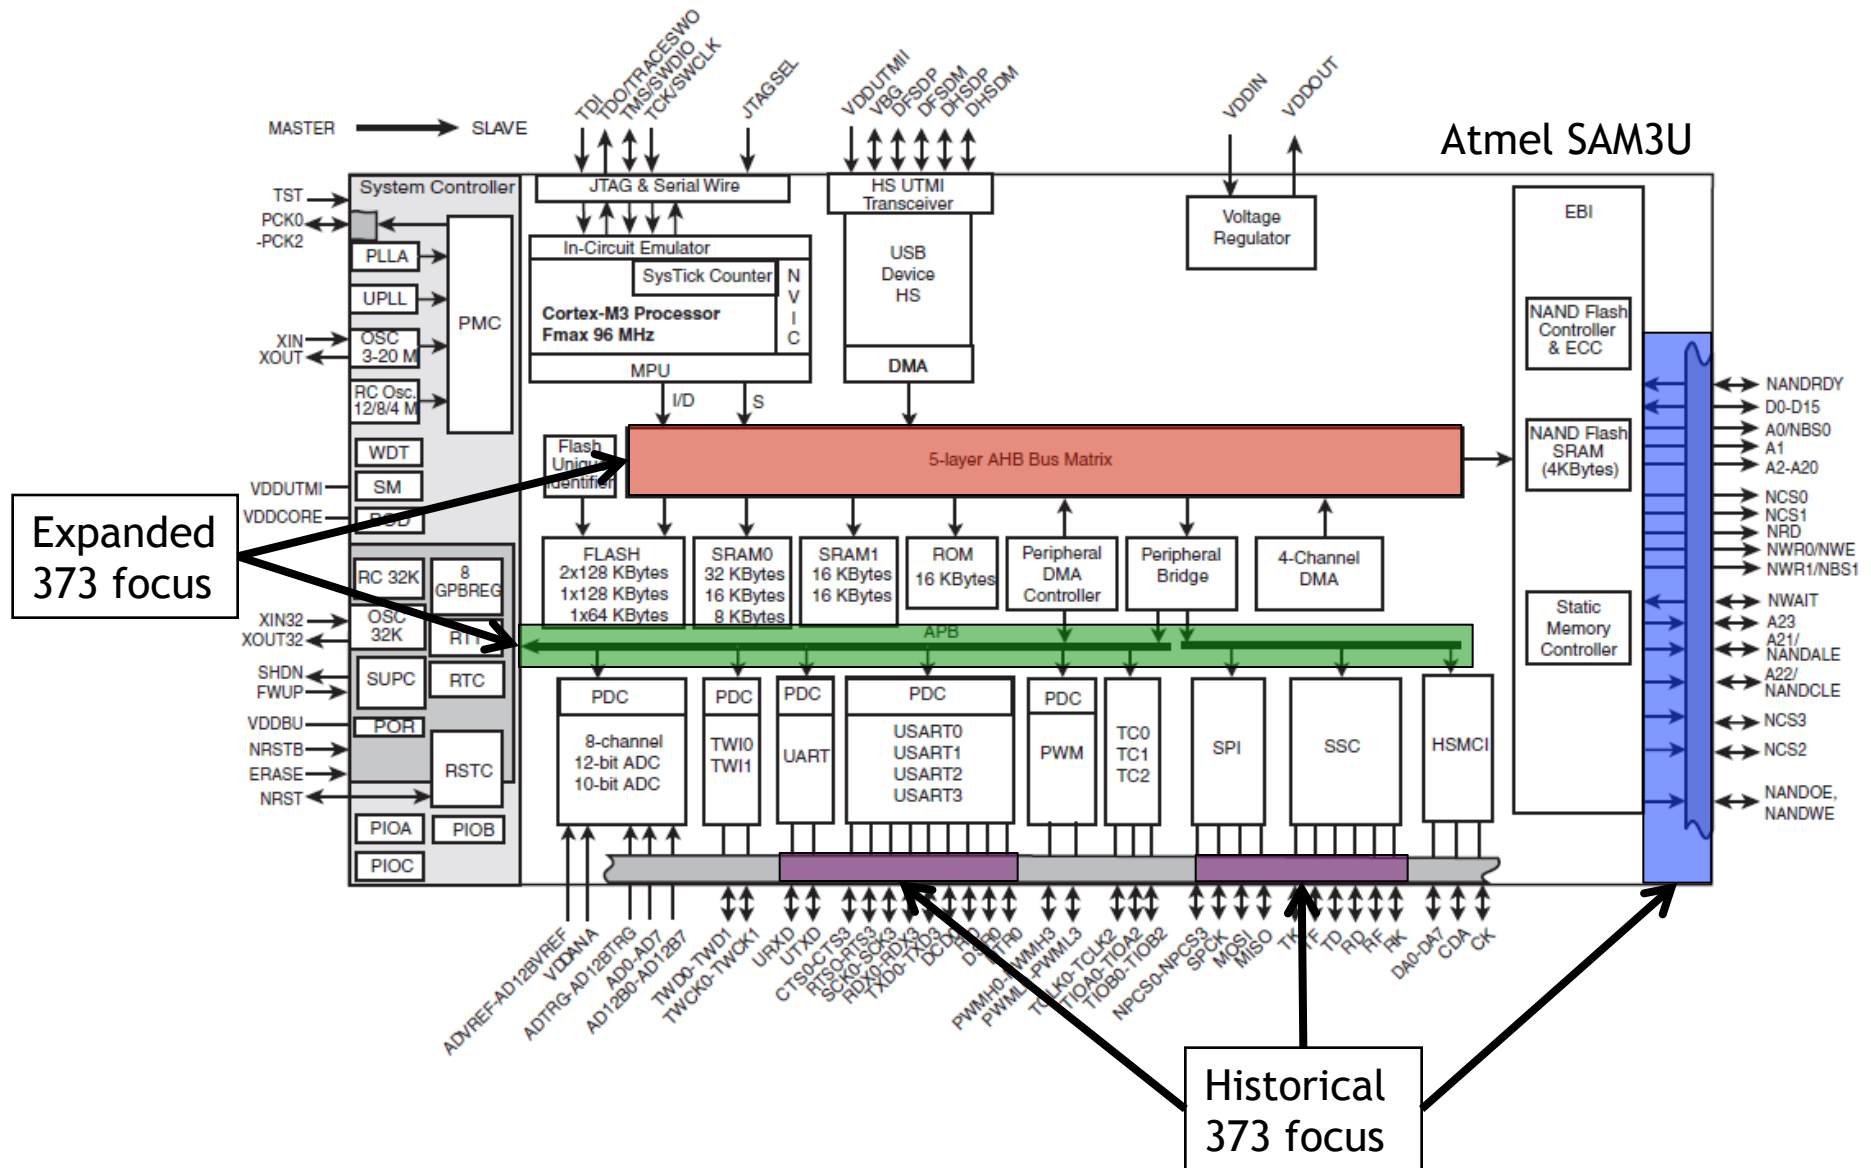 Atmel SAM3U
MASTER
SLAVE
TDI
TDO/TRACESWO
TMS/SWDIO
TCK/SWCLK
JTAGSEL
VDDUTMII
VBG
DFSDP
DFSDM
DHSDP
DHSDM
VDDIN
VDDOUT
TST
PCK0
-PCK2
XIN
XOUT
VDDUTMI
VDDCORE
XIN32
XOUT32
SHDN
FWUP
VDDBU
NRSTB
ERASE
NRST
System Controller
PLLA
UPLL
OSC
3-20 M
RC Osc.
12/8/4 M
PMC
WDT
SM
BOD
RC 32K
8
GPBREG
OSC
32K
RTT
SUPC
RTC
POR
RSTC
PIOA
PIOB
PIOC
JTAG & Serial Wire
In-Circuit Emulator
SysTick Counter
N
V
I
C
Cortex-M3 Processor
Fmax 96 MHz
MPU
I/D
S
HS UTMI
Transceiver
USB
Device
HS
DMA
Voltage
Regulator
Flash
Unique
Identifier
5-layer AHB Bus Matrix
FLASH
2x128 KBytes
1x128 KBytes
1x64 KBytes
SRAM0
32 KBytes
16 KBytes
8 KBytes
SRAM1
16 KBytes
16 KBytes
ROM
16 KBytes
Peripheral
DMA
Controller
Peripheral
Bridge
4-Channel
DMA
APB
PDC
8-channel
12-bit ADC
10-bit ADC
PDC
TWI0
TWI1
PDC
UART
PDC
USART0
USART1
USART2
USART3
PDC
PWM
TC0
TC1
TC2
SPI
SSC
HSMCI
EBI
NAND Flash
Controller
& ECC
NAND Flash
SRAM
(4KBytes)
Static
Memory
Controller
NANDRDY
D0-D15
A0/NBS0
A1
A2-A20
NCS0
NCS1
NRD
NWR0/NWE
NWR1/NBS1
NWAIT
A23
A21/
NANDALE
A22/
NANDCLE
NCS3
NCS2
NANDOE,
NANDWE
ADVREF-AD12BVREF
VDDANA
ADTRG-AD12BTRG
AD0-AD7
AD12B0-AD12B7
TWD0-TWD1
TWCK0-TWCK1
URXD
UTXD
CTS0-CTS3
RTS0-RTS3
SCK0-SCK3
RDX0-RDX3
TXD0-TXD3
DCD0
RI0
DSR0
DTR0
PWMH0-PWMH3
PWML0-PWML3
TCLK0-TCLK2
TIOA0-TIOA2
TIOB0-TIOB2
NPCS0-NPCS3
SPCK
MOSI
MISO
TK
TF
TD
RD
RF
RK
DA0-DA7
CDA
CK
Expanded
373 focus
Historical
373 focus